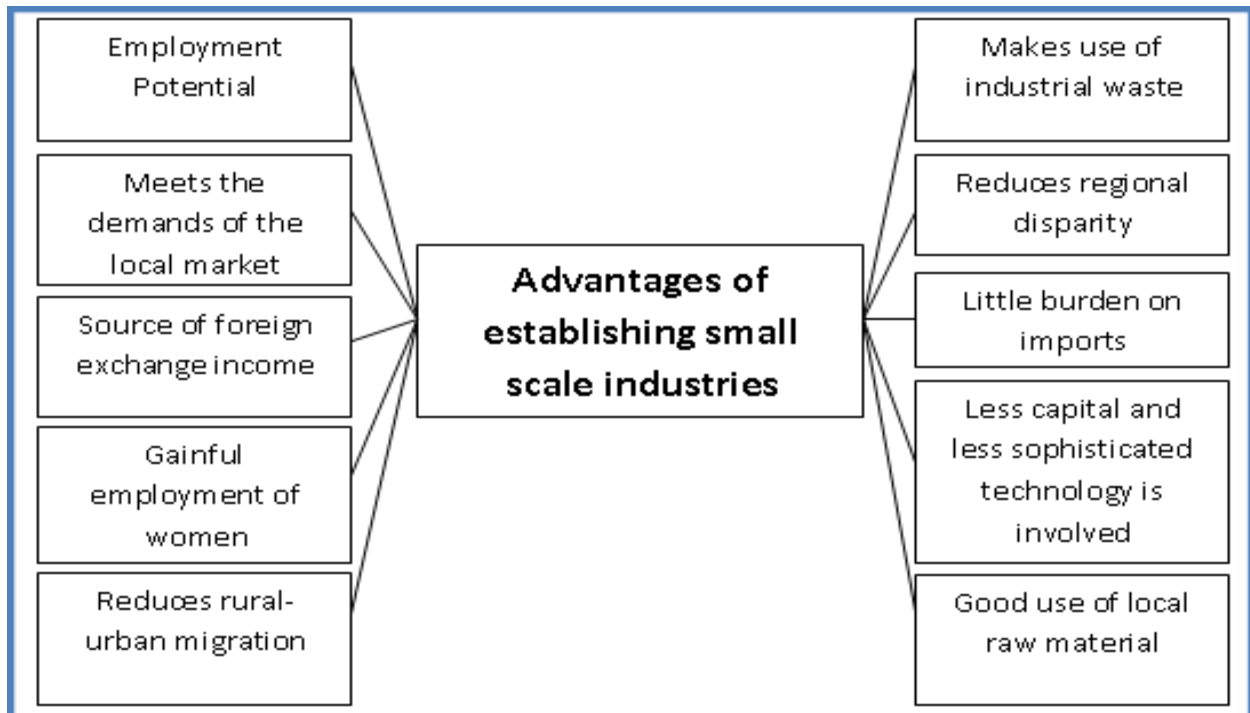 Employment
Potential
Meets the
demands of the
local market
Source of foreign
exchange income
Gainful
employment of
women
Reduces rural-
urban migration
Advantages of
establishing small
scale industries
Makes use of
industrial waste
Reduces regional
disparity
Little burden on
imports
Less capital and
less sophisticated
technology is
involved
Good use of local
raw material